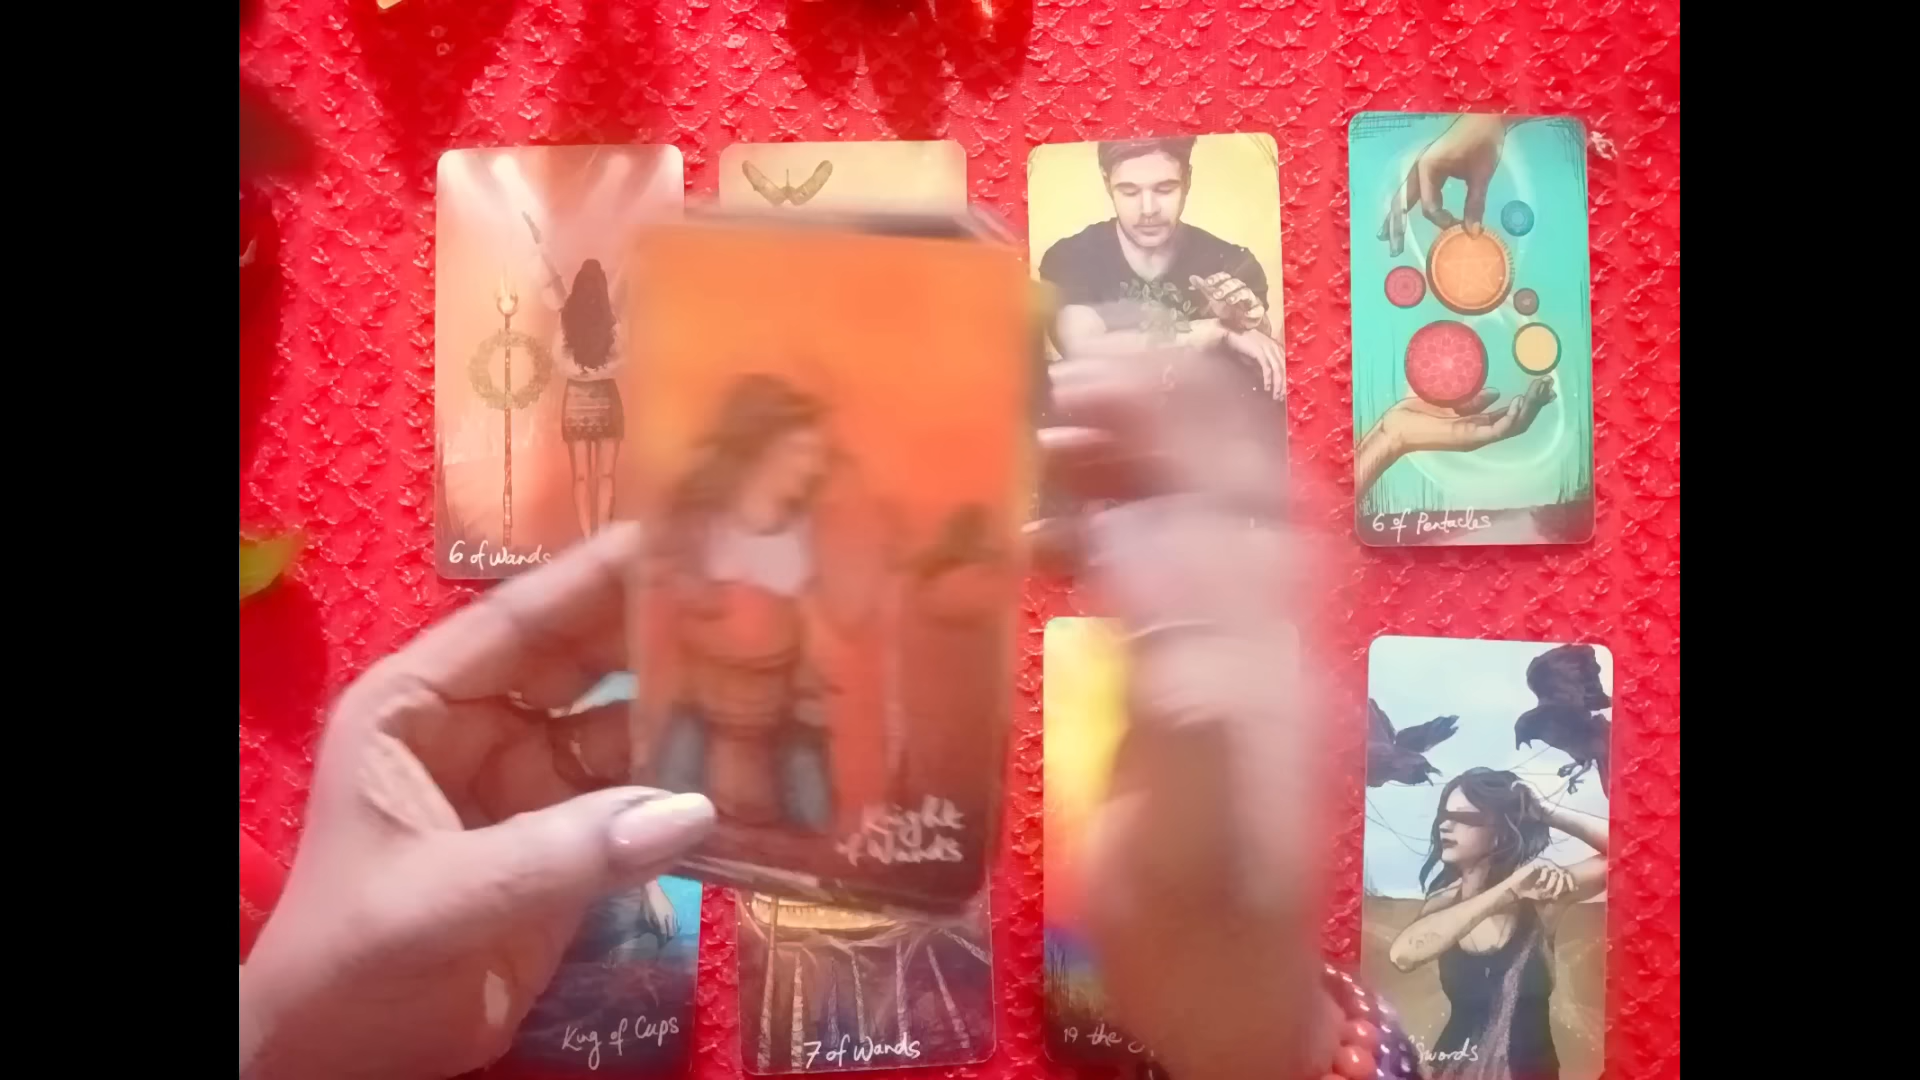 6 of Wands
6 of Pentacles
Knight
of Wands
King of Cups
7 of Wands
19 the
Swords